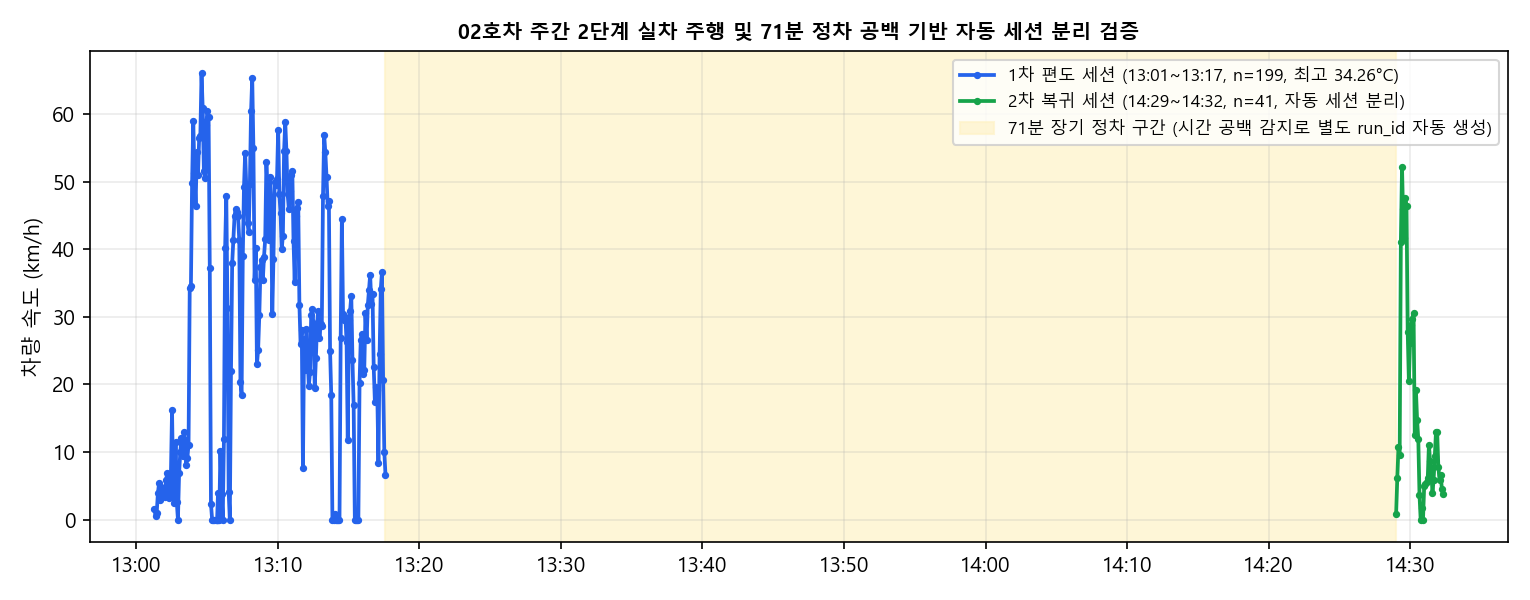 02호차 주간 2단계 실차 주행 및 71분 정차 공백 기반 자동 세션 분리 검증
1차 편도 세션 (13:01~13:17, n=199, 최고 34.26°C)
2차 복귀 세션 (14:29~14:32, n=41, 자동 세션 분리)
71분 장기 정차 구간 (시간 공백 감지로 별도 run_id 자동 생성)
차량 속도 (km/h)
60
50
40
30
20
10
0
13:00 13:10 13:20 13:30 13:40 13:50 14:00 14:10 14:20 14:30